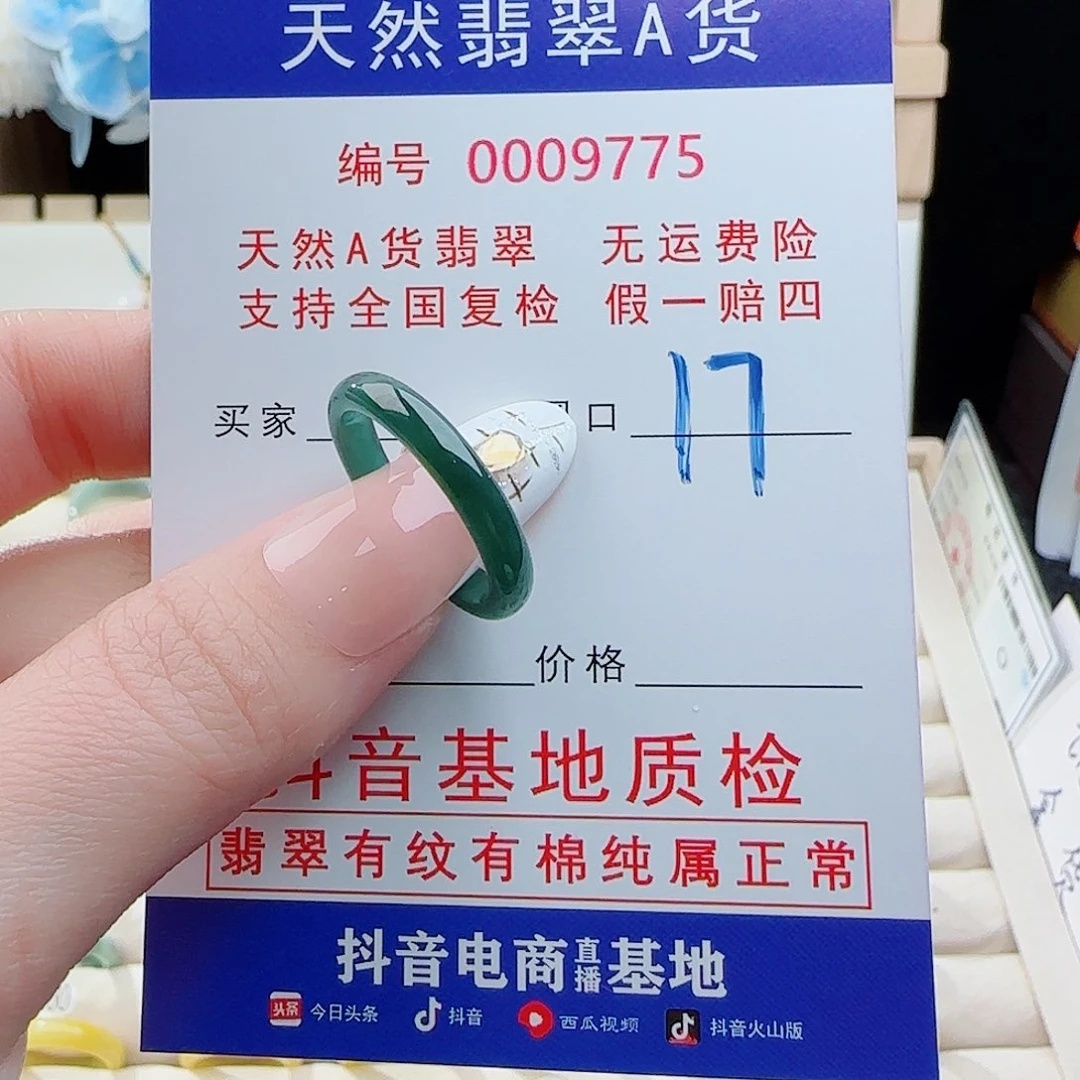 天然翡翠A货
编号 0009775
天然A货翡翠 无运费险
支持全国复检 假一赔四
买家 口 17
价格
音基地质检
翡翠有纹有棉纯属正常
抖音电商直播基地
头条 今日头条 抖音 西瓜视频 抖音火山版